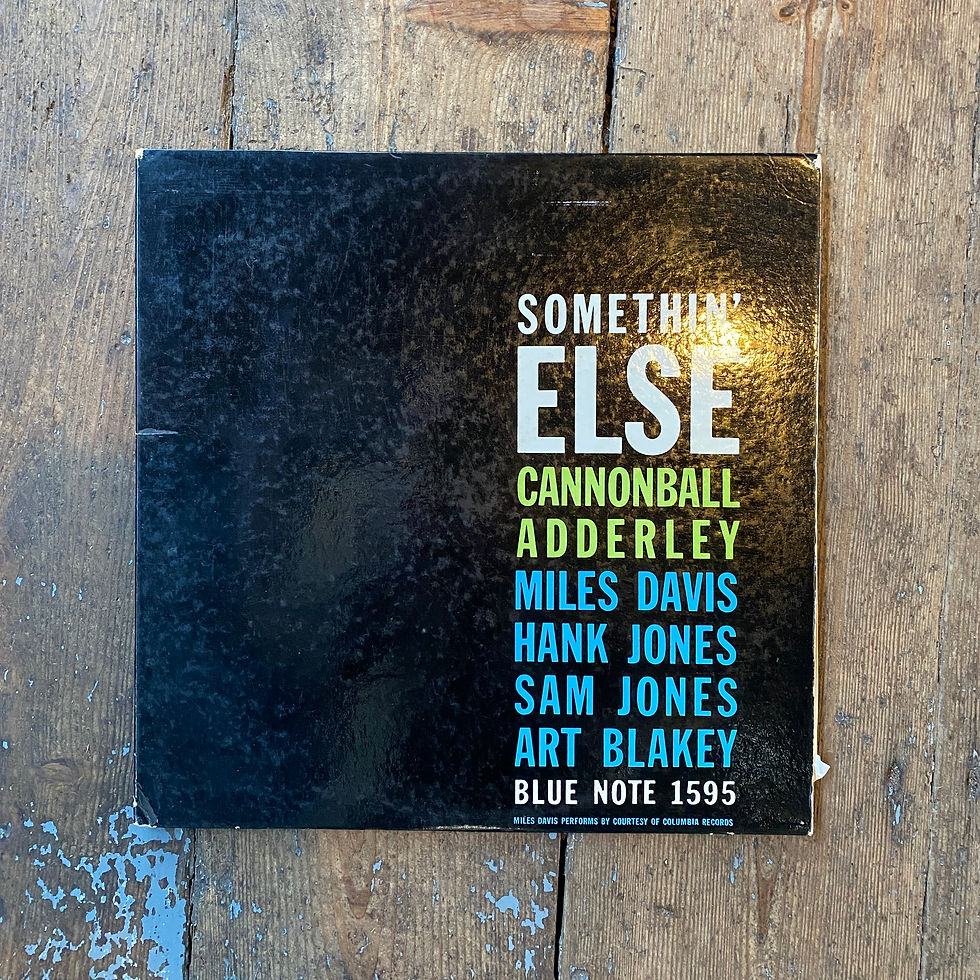 SOMETHIN'
ELSE
CANNONBALL
ADDERLEY
MILES DAVIS
HANK JONES
SAM JONES
ART BLAKEY
BLUE NOTE 1595
MILES DAVIS PERFORMS BY COURTESY OF COLUMBIA RECORDS